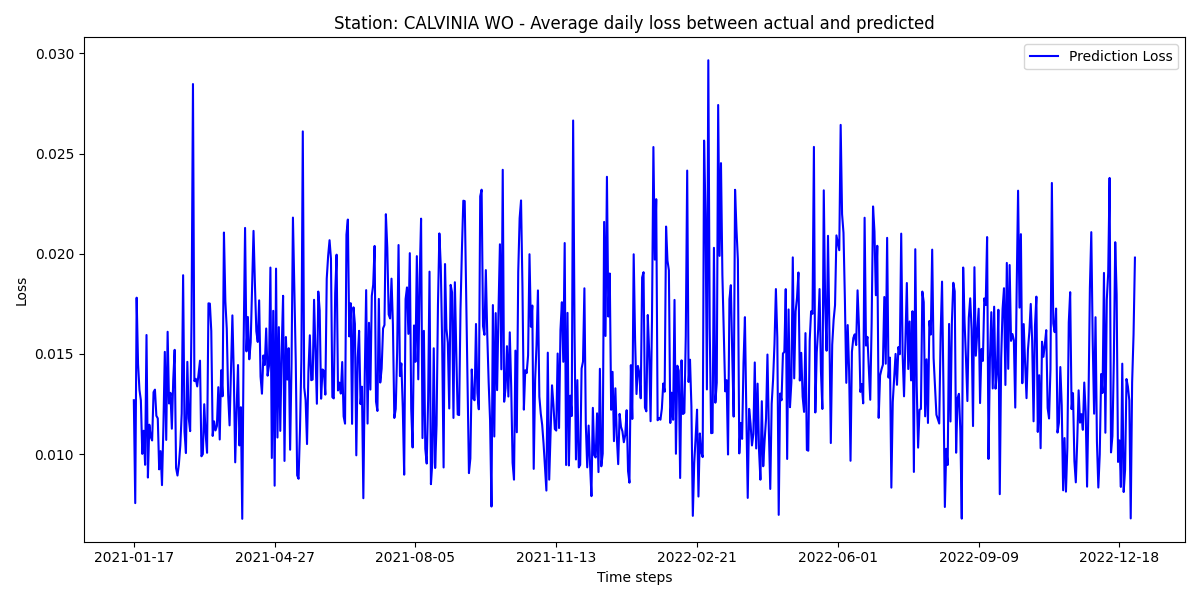 Station: CALVINIA WO - Average daily loss between actual and predicted
Prediction Loss
0.030
0.025
0.020
0.015
0.010
Loss
2021-01-17 2021-04-27 2021-08-05 2021-11-13 2022-02-21 2022-06-01 2022-09-09 2022-12-18
Time steps